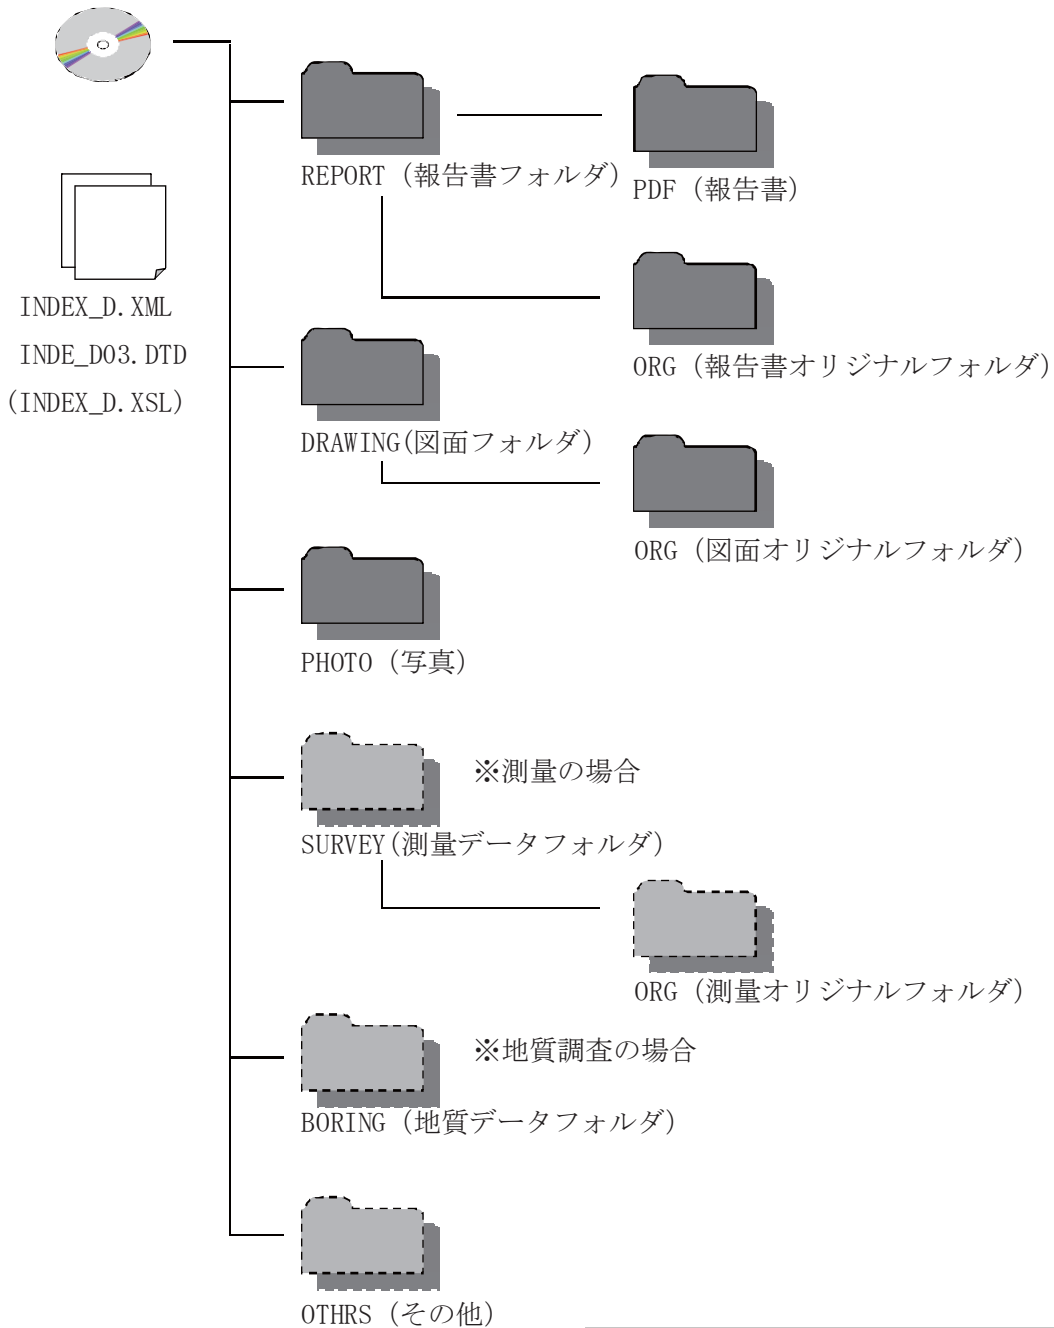 REPORT（報告書フォルダ）
PDF（報告書）
INDEX_D.XML
INDE_D03.DTD
(INDEX_D.XSL)
ORG（報告書オリジナルフォルダ）
DRAWING(図面フォルダ）
ORG（図面オリジナルフォルダ）
PHOTO（写真）
※測量の場合
SURVEY(測量データフォルダ）
ORG（測量オリジナルフォルダ）
※地質調査の場合
BORING（地質データフォルダ）
OTHRS（その他）